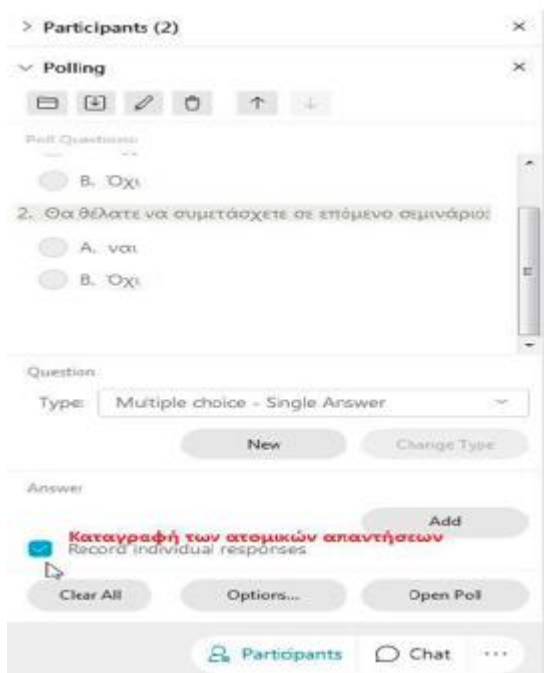 Participants (2)
Polling
Poll Questions:
B. Όχι
2. Θα θέλατε να συμετάσχετε σε επόμενο σεμινάριο;
A. ναι
B. Όχι
Question
Type: Multiple choice - Single Answer
New Change Type
Answer
Add
Καταγραφή των ατομικών απαντήσεων
Record individual responses
Clear All Options... Open Poll
Participants Chat